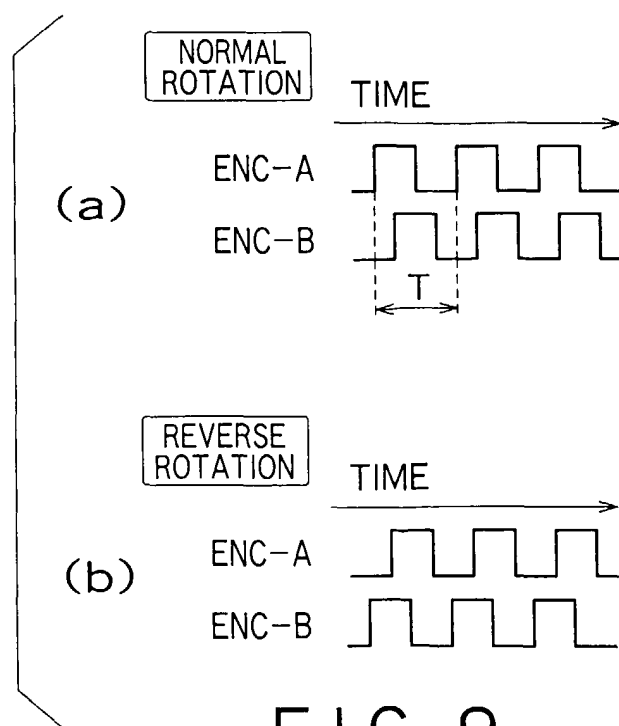 NORMAL
ROTATION
TIME
ENC-A
(a)
ENC-B
T
REVERSE
ROTATION
TIME
ENC-A
(b)
ENC-B